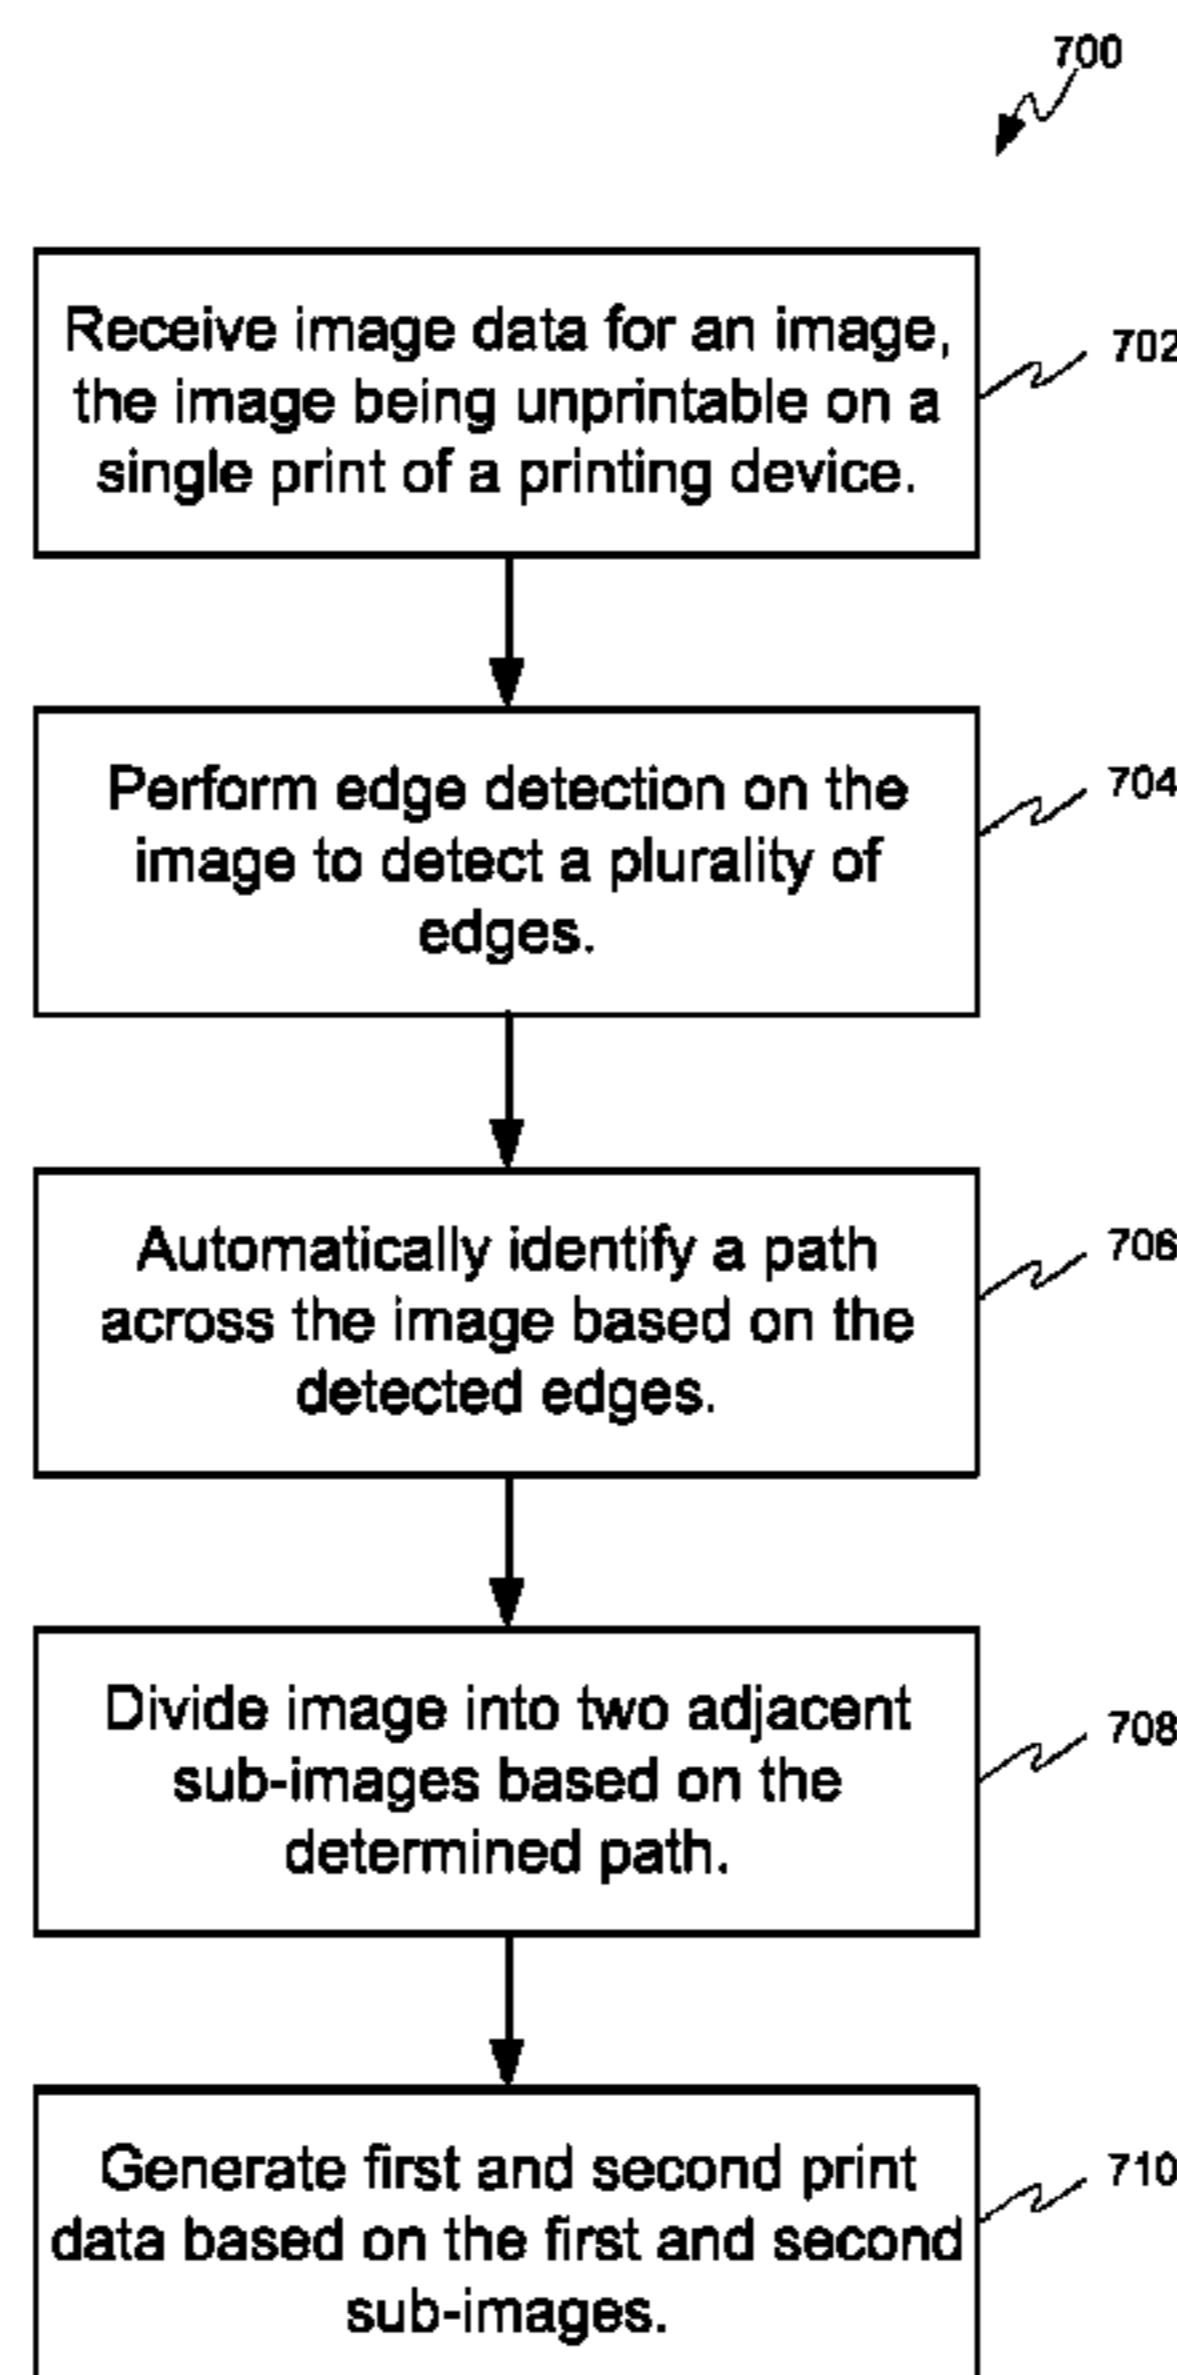 700
Receive image data for an image,
the image being unprintable on a
single print of a printing device.
702
Perform edge detection on the
image to detect a plurality of
edges.
704
Automatically identify a path
across the image based on the
detected edges.
706
Divide image into two adjacent
sub-images based on the
determined path.
708
Generate first and second print
data based on the first and second
sub-images.
710